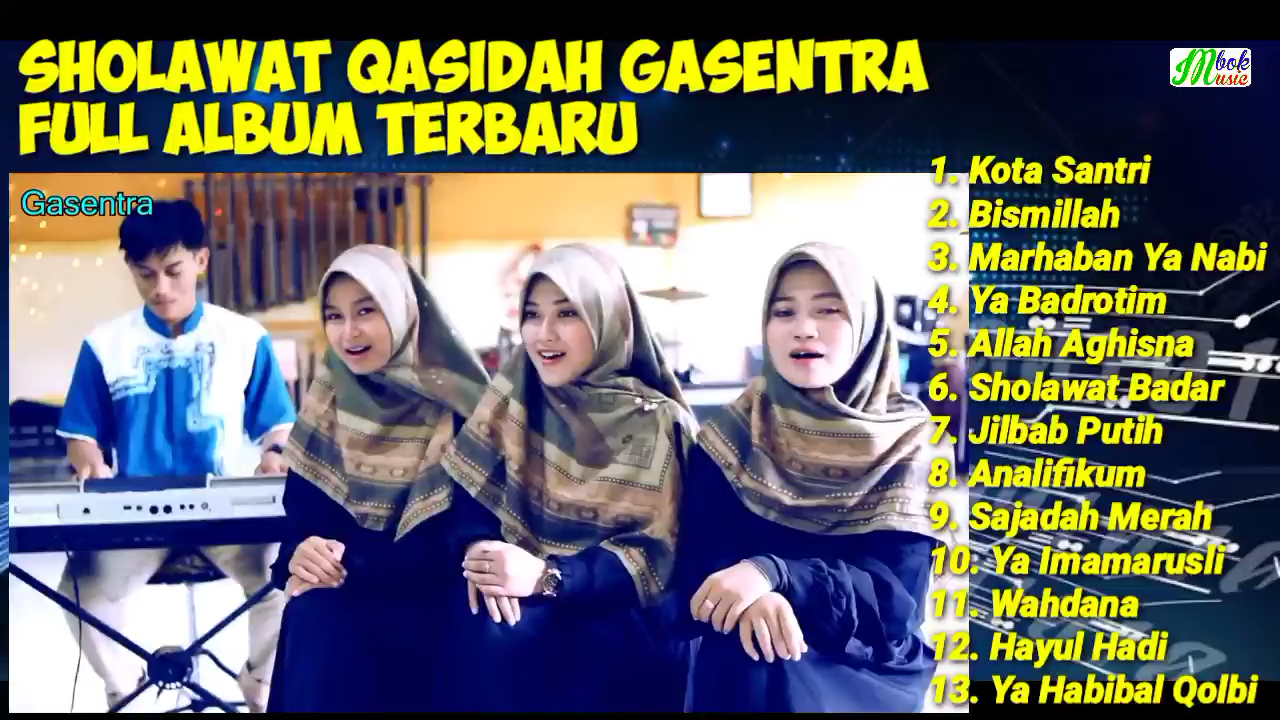 SHOLAWAT QASIDAH GASENTRA
FULL ALBUM TERBARU
Mbok
Music
Gasentra
1. Kota Santri
2. Bismillah
3. Marhaban Ya Nabi
4. Ya Badrotim
5. Allah Aghisna
6. Sholawat Badar
7. Jilbab Putih
8. Analifikum
9. Sajadah Merah
10. Ya Imamarusli
11. Wahdana
12. Hayul Hadi
13. Ya Habibal Qolbi